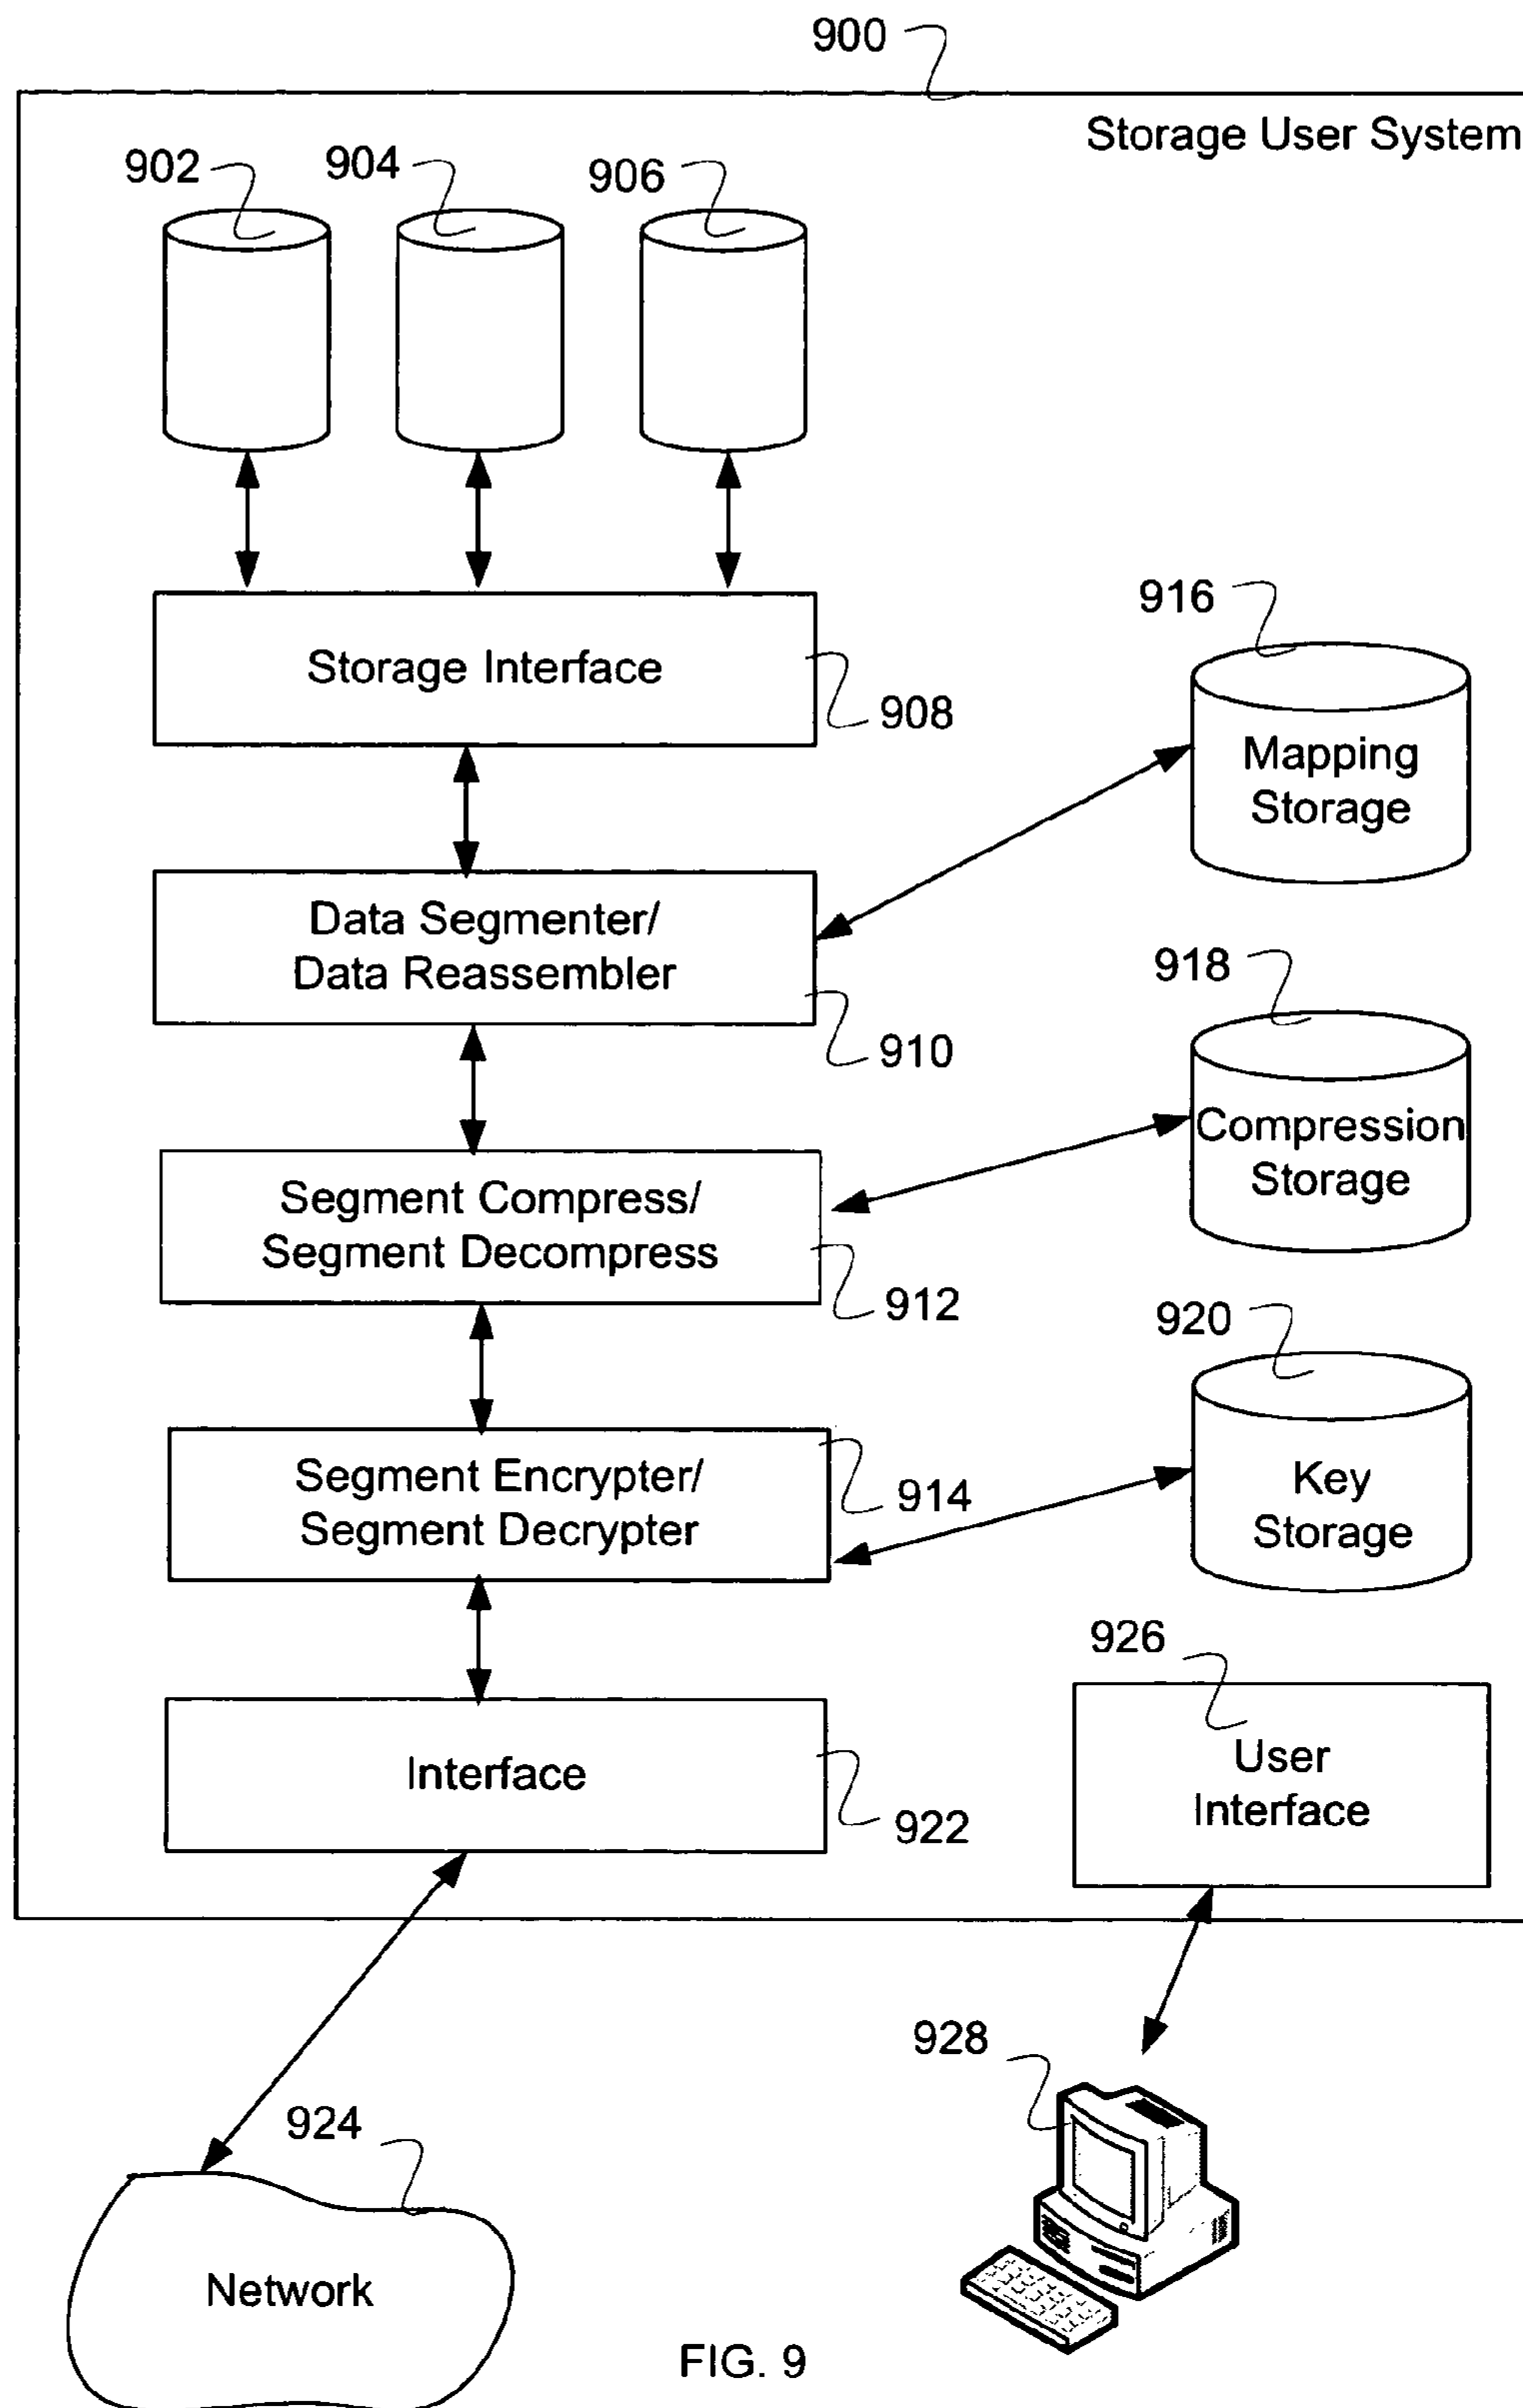 900
Storage User System
902
904
906
Storage Interface
908
916
Mapping
Storage
Data Segmenter/
Data Reassembler
910
918
Compression
Storage
Segment Compress/
Segment Decompress
912
920
Key
Storage
Segment Encrypter/
Segment Decrypter
914
926
User
Interface
Interface
922
928
924
Network
FIG. 9